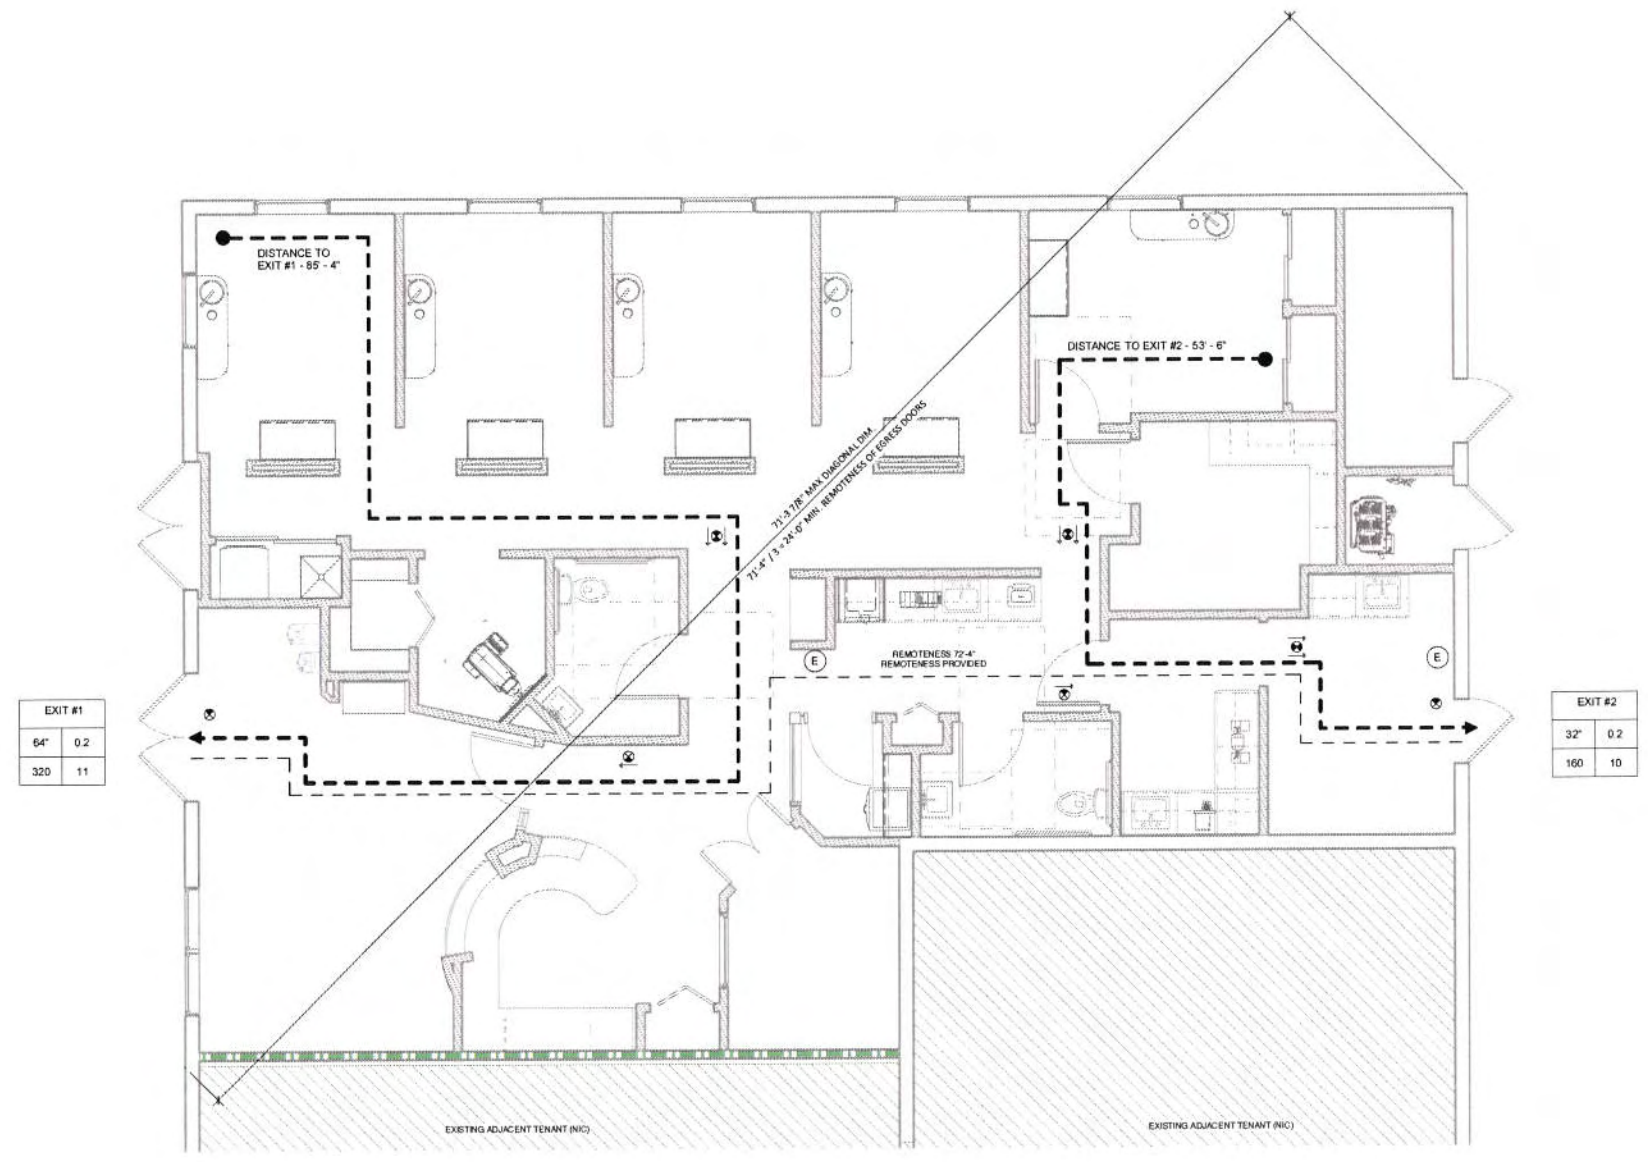 DISTANCE TO
EXIT #1 - 85' - 4"
DISTANCE TO EXIT #2 - 53' - 6"
71'-3 7/8" MAX DIAGONAL DIM.
71'-4" / 3 = 24'-0" MIN. REMOTENESS OF EGRESS DOORS
REMOTENESS 72'-4"
REMOTENESS PROVIDED
E
E
EXIT #1
64" 0.2
320 11
EXIT #2
32" 0.2
160 10
EXISTING ADJACENT TENANT (NIC)
EXISTING ADJACENT TENANT (NIC)